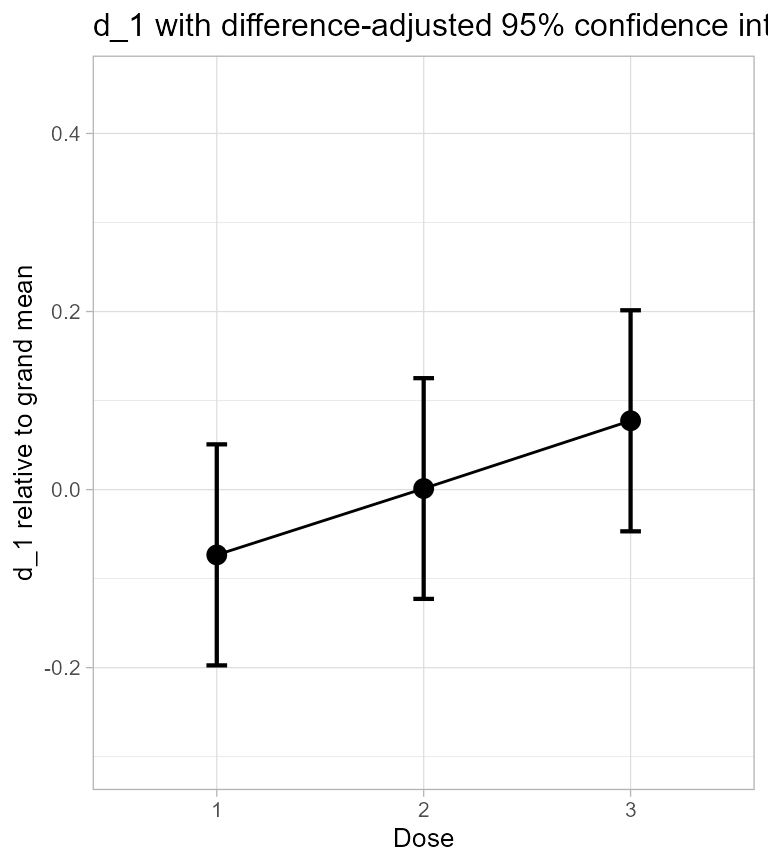 d_1 with difference-adjusted 95% confidence int
0.4
0.2
0.0
-0.2
d_1 relative to grand mean
1 2 3
Dose